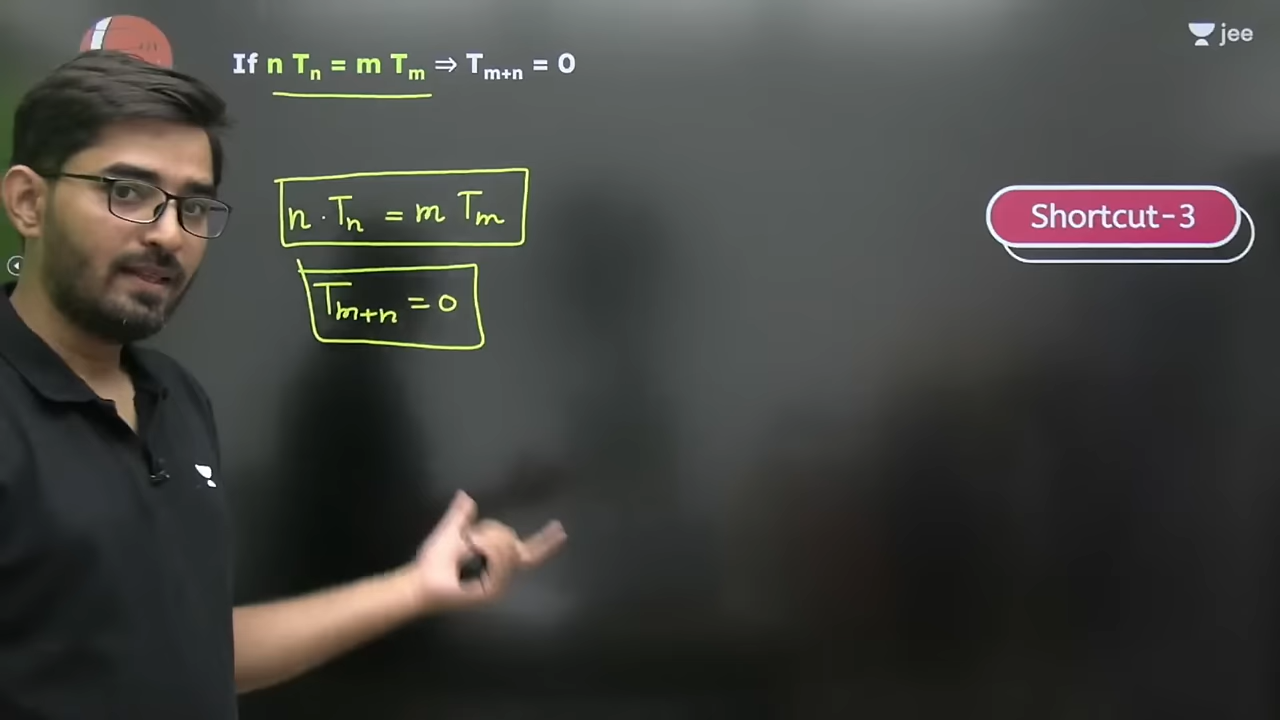 jee
If n Tₙ = m Tₘ ⇒ Tₘ₊ₙ = 0
n · Tₙ = m Tₘ
Tₘ₊ₙ = 0
Shortcut-3